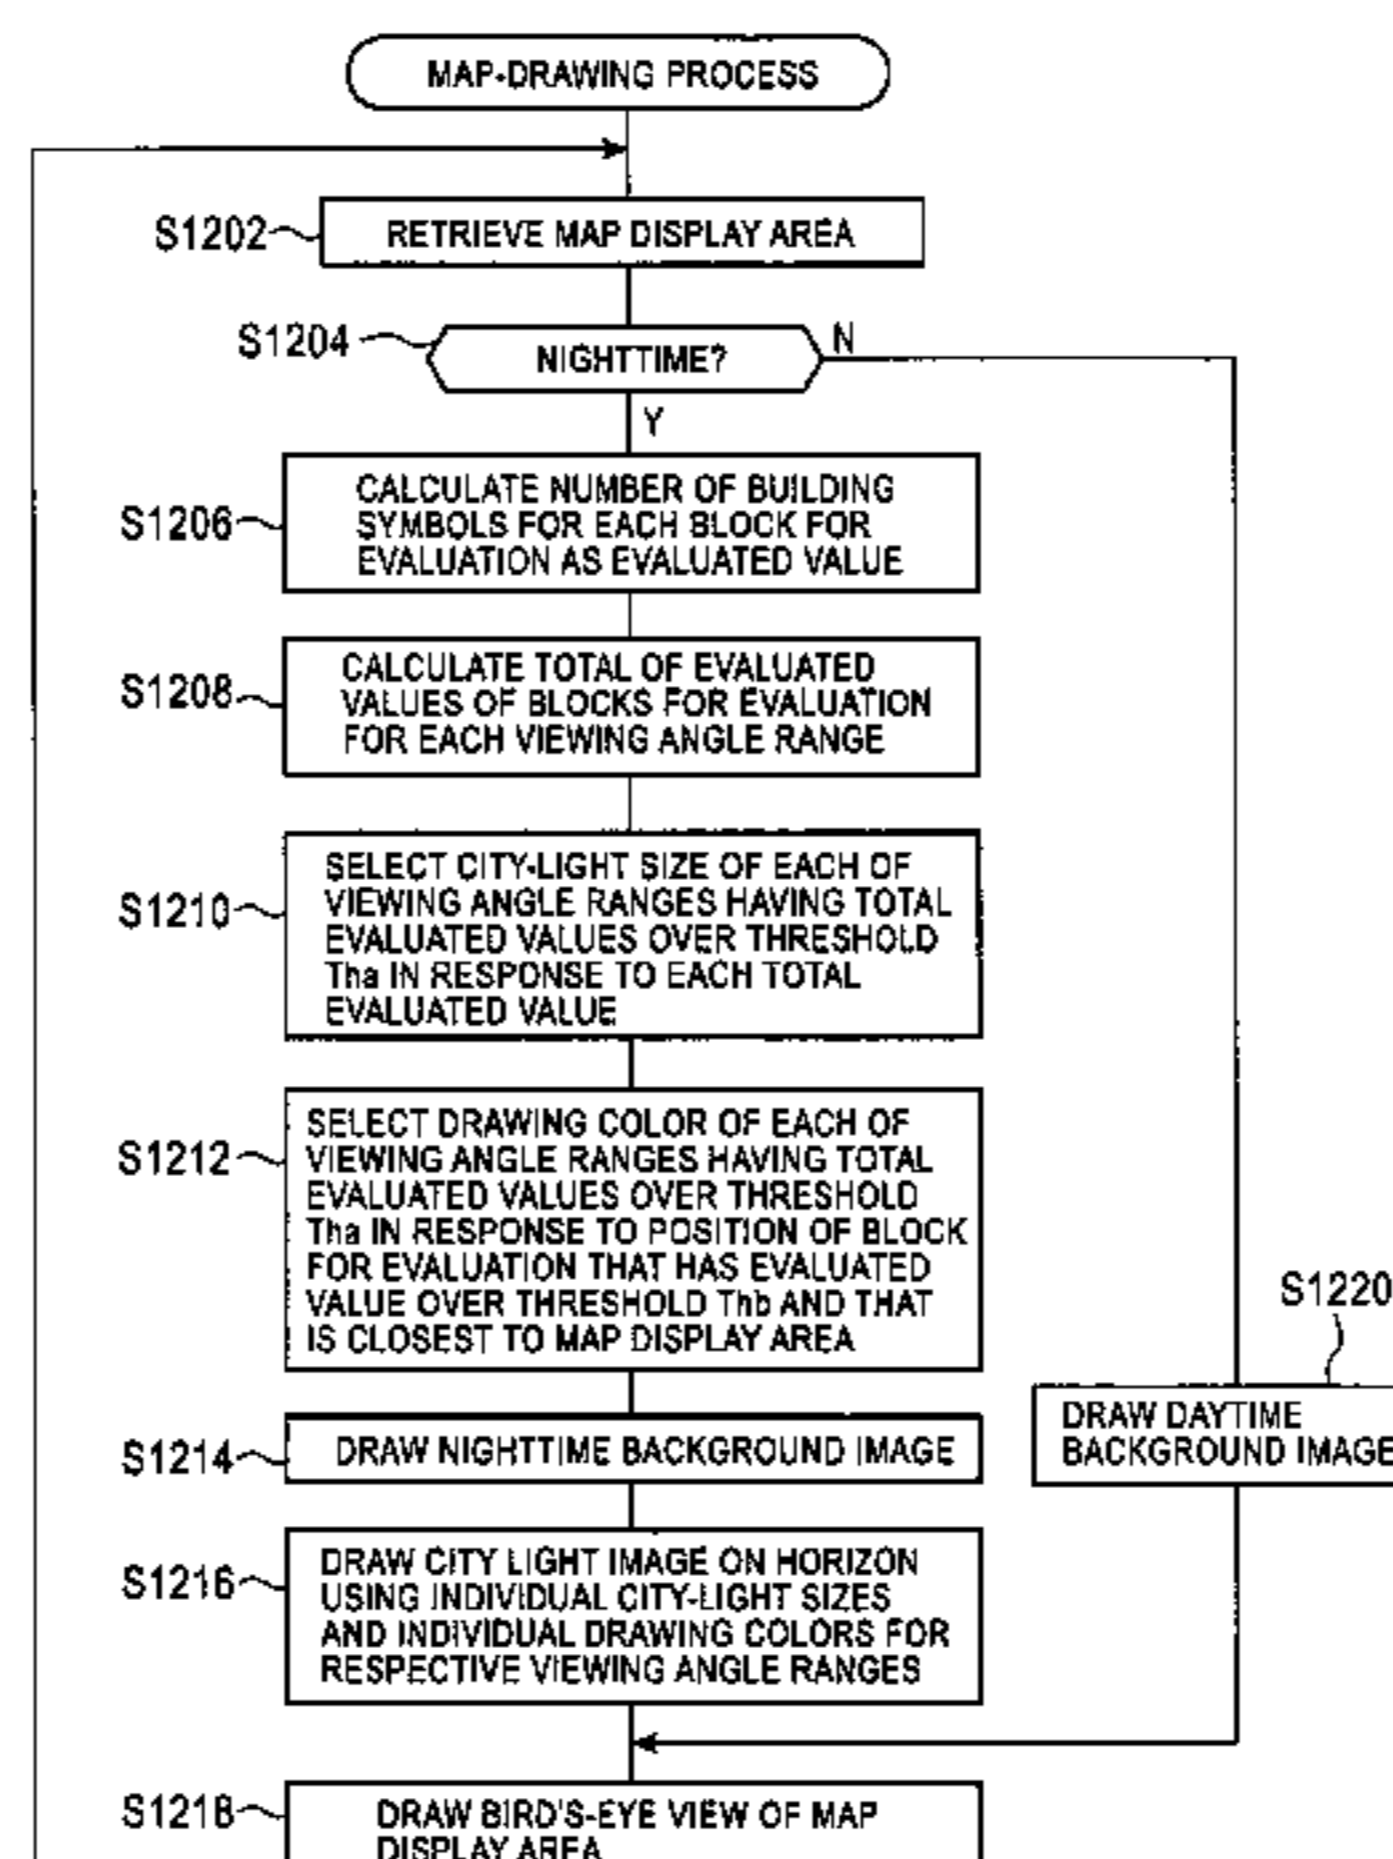 MAP-DRAWING PROCESS
S1202
RETRIEVE MAP DISPLAY AREA
S1204
NIGHTTIME?
N
Y
S1206
CALCULATE NUMBER OF BUILDING
SYMBOLS FOR EACH BLOCK FOR
EVALUATION AS EVALUATED VALUE
S1208
CALCULATE TOTAL OF EVALUATED
VALUES OF BLOCKS FOR EVALUATION
FOR EACH VIEWING ANGLE RANGE
S1210
SELECT CITY-LIGHT SIZE OF EACH OF
VIEWING ANGLE RANGES HAVING TOTAL
EVALUATED VALUES OVER THRESHOLD
Tha IN RESPONSE TO EACH TOTAL
EVALUATED VALUE
S1212
SELECT DRAWING COLOR OF EACH OF
VIEWING ANGLE RANGES HAVING TOTAL
EVALUATED VALUES OVER THRESHOLD
Tha IN RESPONSE TO POSITION OF BLOCK
FOR EVALUATION THAT HAS EVALUATED
VALUE OVER THRESHOLD Thb AND THAT
IS CLOSEST TO MAP DISPLAY AREA
S1220
DRAW DAYTIME
BACKGROUND IMAGE
S1214
DRAW NIGHTTIME BACKGROUND IMAGE
S1216
DRAW CITY LIGHT IMAGE ON HORIZON
USING INDIVIDUAL CITY-LIGHT SIZES
AND INDIVIDUAL DRAWING COLORS FOR
RESPECTIVE VIEWING ANGLE RANGES
S1218
DRAW BIRD'S-EYE VIEW OF MAP
DISPLAY AREA